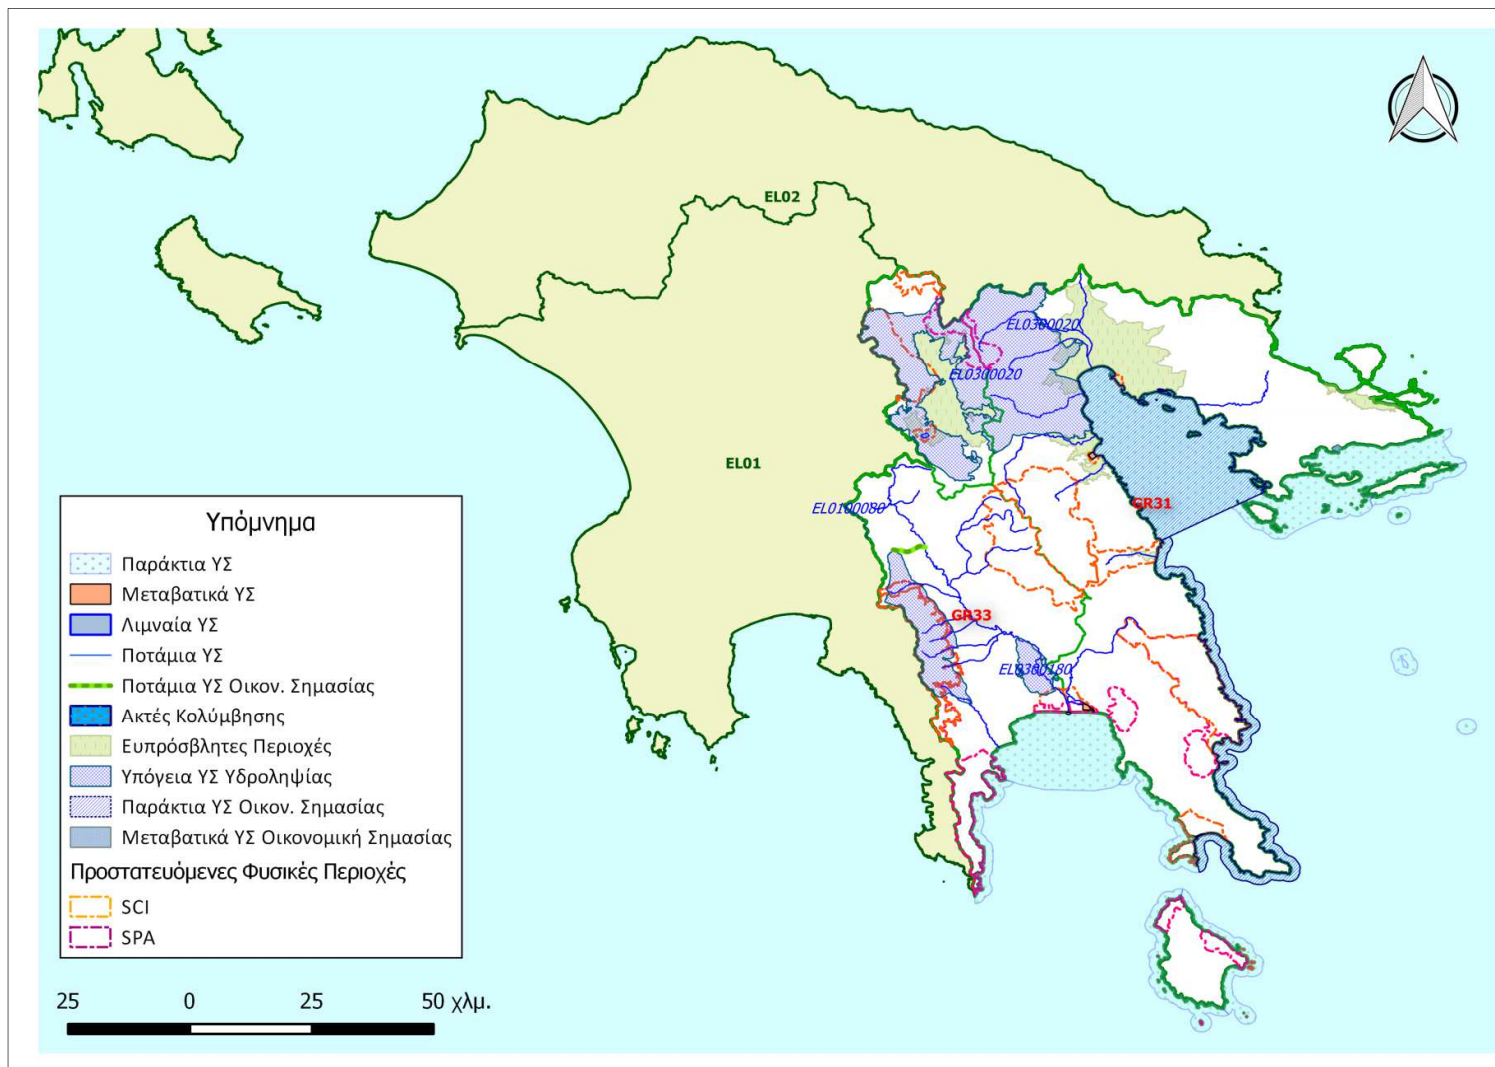 EL02
EL0300020
EL0300020
EL01
EL0100080
GR31
GR33
EL0300180
Υπόμνημα
Παράκτια ΥΣ
Μεταβατικά ΥΣ
Λιμναία ΥΣ
Ποτάμια ΥΣ
Ποτάμια ΥΣ Οικον. Σημασίας
Ακτές Κολύμβησης
Ευπρόσβλητες Περιοχές
Υπόγεια ΥΣ Υδροληψίας
Παράκτια ΥΣ Οικον. Σημασίας
Μεταβατικά ΥΣ Οικονομική Σημασίας
Προστατευόμενες Φυσικές Περιοχές
SCI
SPA
25 0 25 50 χλμ.